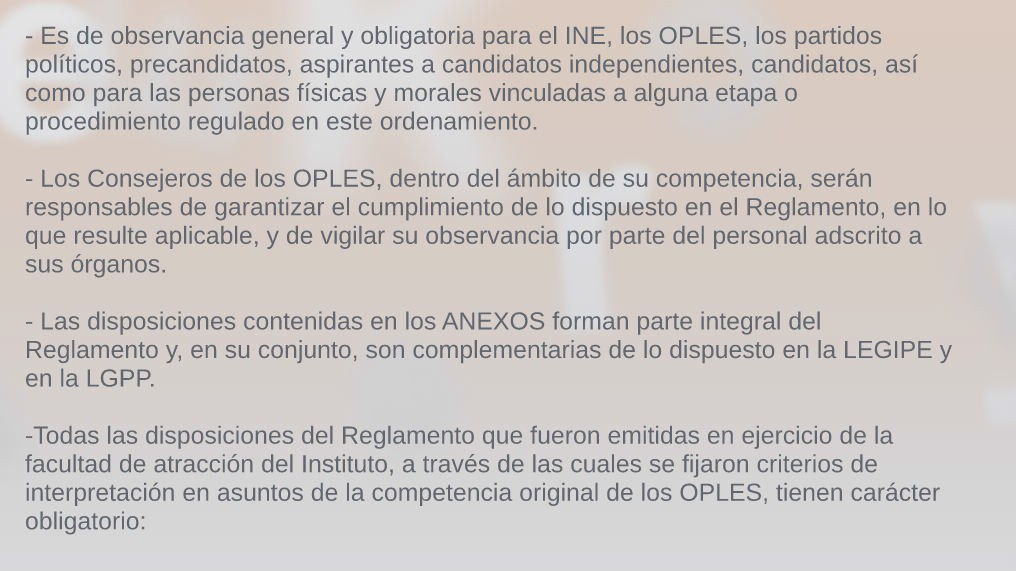 - Es de observancia general y obligatoria para el INE, los OPLES, los partidos
políticos, precandidatos, aspirantes a candidatos independientes, candidatos, así
como para las personas físicas y morales vinculadas a alguna etapa o
procedimiento regulado en este ordenamiento.
- Los Consejeros de los OPLES, dentro del ámbito de su competencia, serán
responsables de garantizar el cumplimiento de lo dispuesto en el Reglamento, en lo
que resulte aplicable, y de vigilar su observancia por parte del personal adscrito a
sus órganos.
- Las disposiciones contenidas en los ANEXOS forman parte integral del
Reglamento y, en su conjunto, son complementarias de lo dispuesto en la LEGIPE y
en la LGPP.
-Todas las disposiciones del Reglamento que fueron emitidas en ejercicio de la
facultad de atracción del Instituto, a través de las cuales se fijaron criterios de
interpretación en asuntos de la competencia original de los OPLES, tienen carácter
obligatorio: